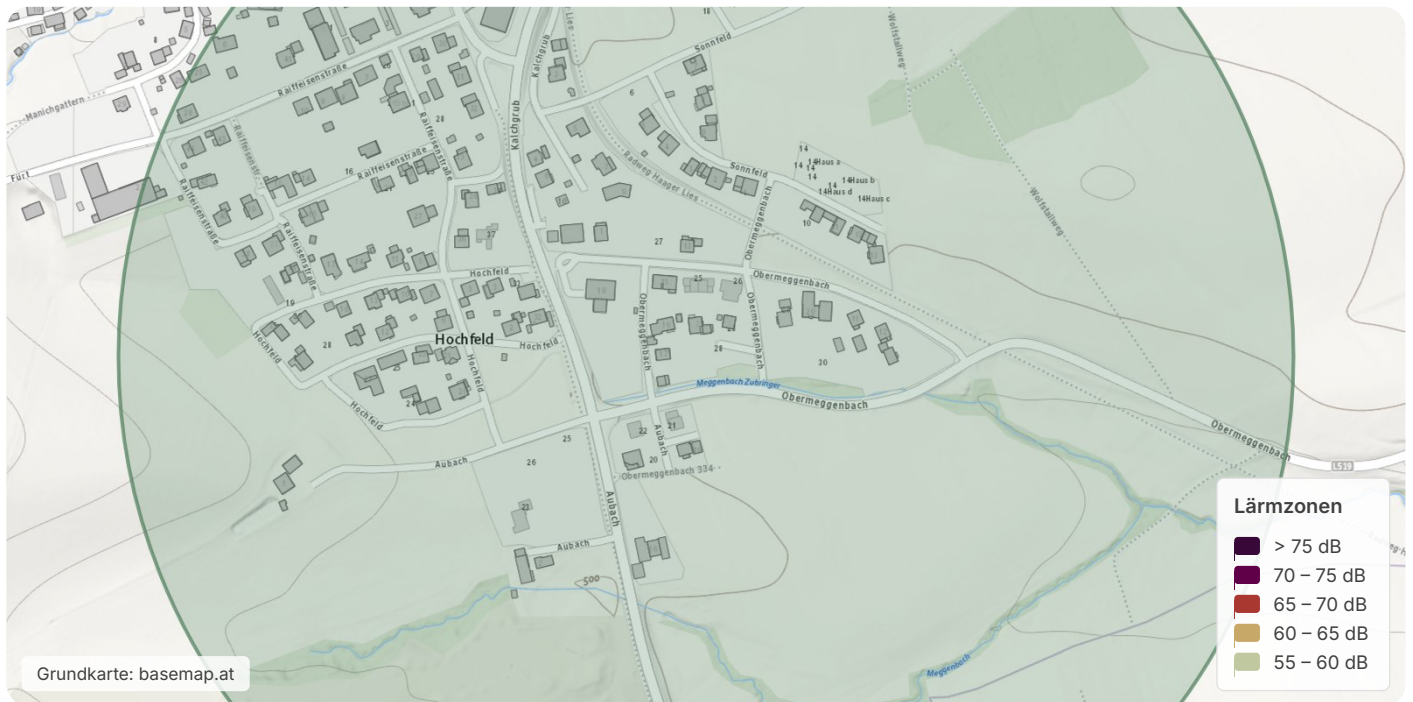 Manichgattern
Furt
Raiffeisenstraße
Raiffeisenstraße
Raiffeisenstraße
Raiffeisenstraße
Raiffeisenstraße
Kalchgrub
Kalchgrub
Lies
18
Sonnfeld
Wolfstallweg
6
28
16
Radweg Haager Lies
Sonnfeld
14
14 14Haus a
14
14
14Haus b
14Haus d
14Haus c
Wolfstallweg
10
27
Obermeggenbach
Hochfeld
19
25
26
Obermeggenbach
Obermeggenbach
Obermeggenbach
Hochfeld
28
Hochfeld
Hochfeld
Hochfeld
28
30
24
Hochfeld
Meggenbach Zubringer
Obermeggenbach
Obermeggenbach
L519
25
22
21
Aubach
20
26
Aubach
Obermeggenbach 334
Aubach
Aubach
500
Meggenbach
Lärmzonen
> 75 dB
70 – 75 dB
65 – 70 dB
60 – 65 dB
55 – 60 dB
Grundkarte: basemap.at